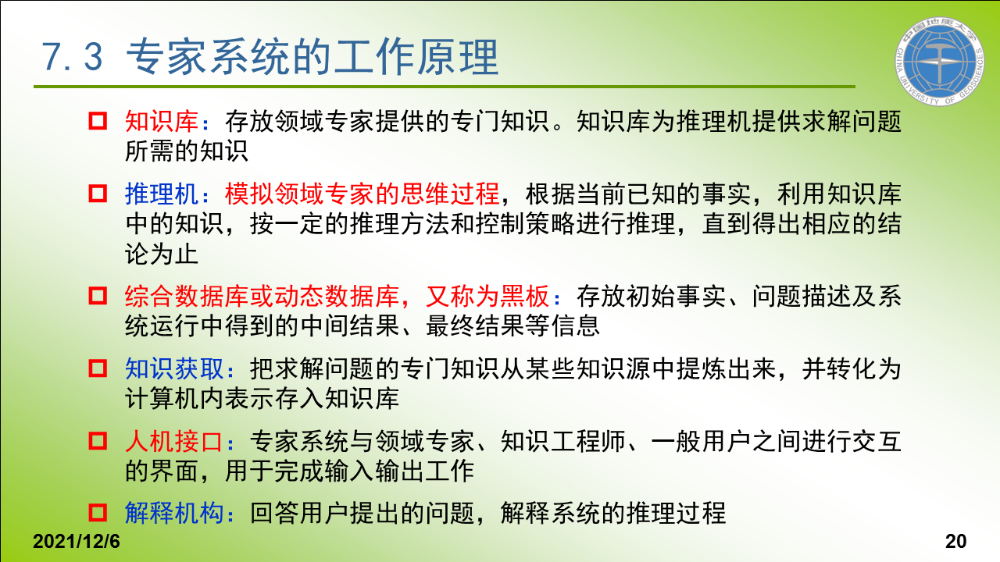 7.3 专家系统的工作原理
中国地质大学
CHINA UNIVERSITY OF GEOSCIENCES
知识库：存放领域专家提供的专门知识。知识库为推理机提供求解问题
所需的知识
推理机：模拟领域专家的思维过程，根据当前已知的事实，利用知识库
中的知识，按一定的推理方法和控制策略进行推理，直到得出相应的结
论为止
综合数据库或动态数据库，又称为黑板：存放初始事实、问题描述及系
统运行中得到的中间结果、最终结果等信息
知识获取：把求解问题的专门知识从某些知识源中提炼出来，并转化为
计算机内表示存入知识库
人机接口：专家系统与领域专家、知识工程师、一般用户之间进行交互
的界面，用于完成输入输出工作
解释机构：回答用户提出的问题，解释系统的推理过程
2021/12/6
20